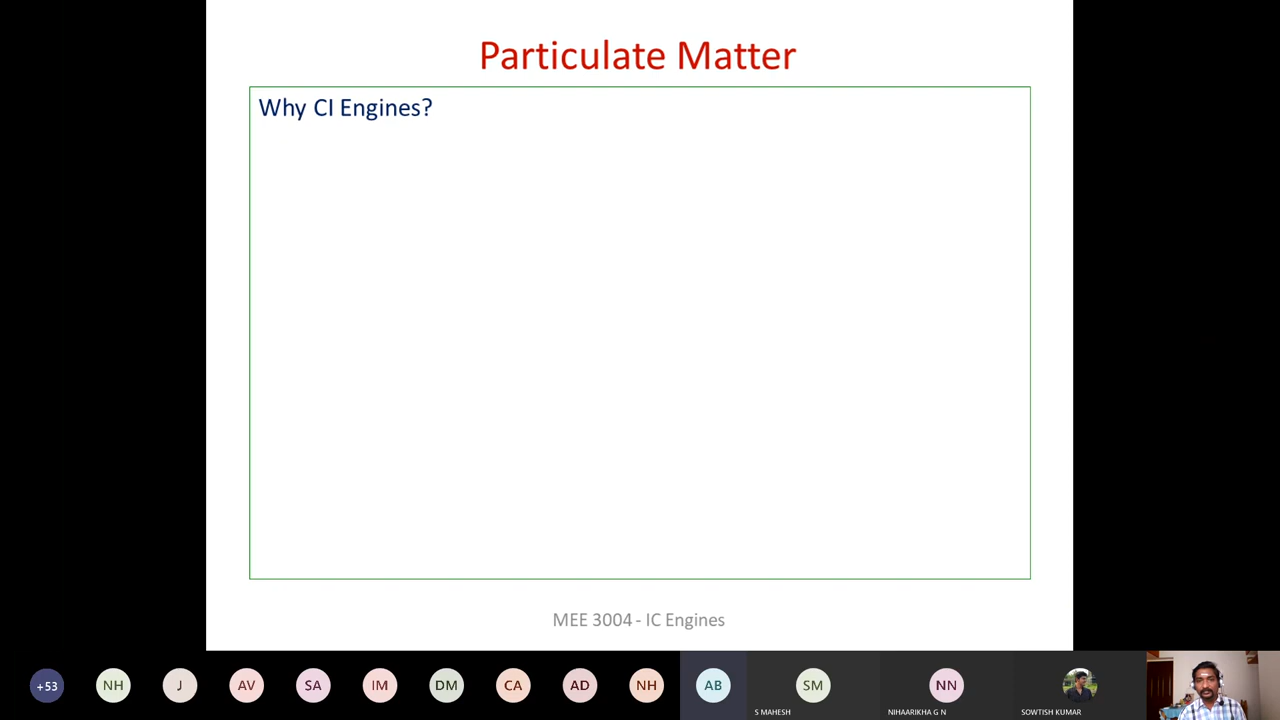 Particulate Matter
Why CI Engines?
MEE 3004 - IC Engines
+53
NH
J
AV
SA
IM
DM
CA
AD
NH
AB
SM
NN
S MAHESH
NIHAARIKHA G N
SOWTISH KUMAR